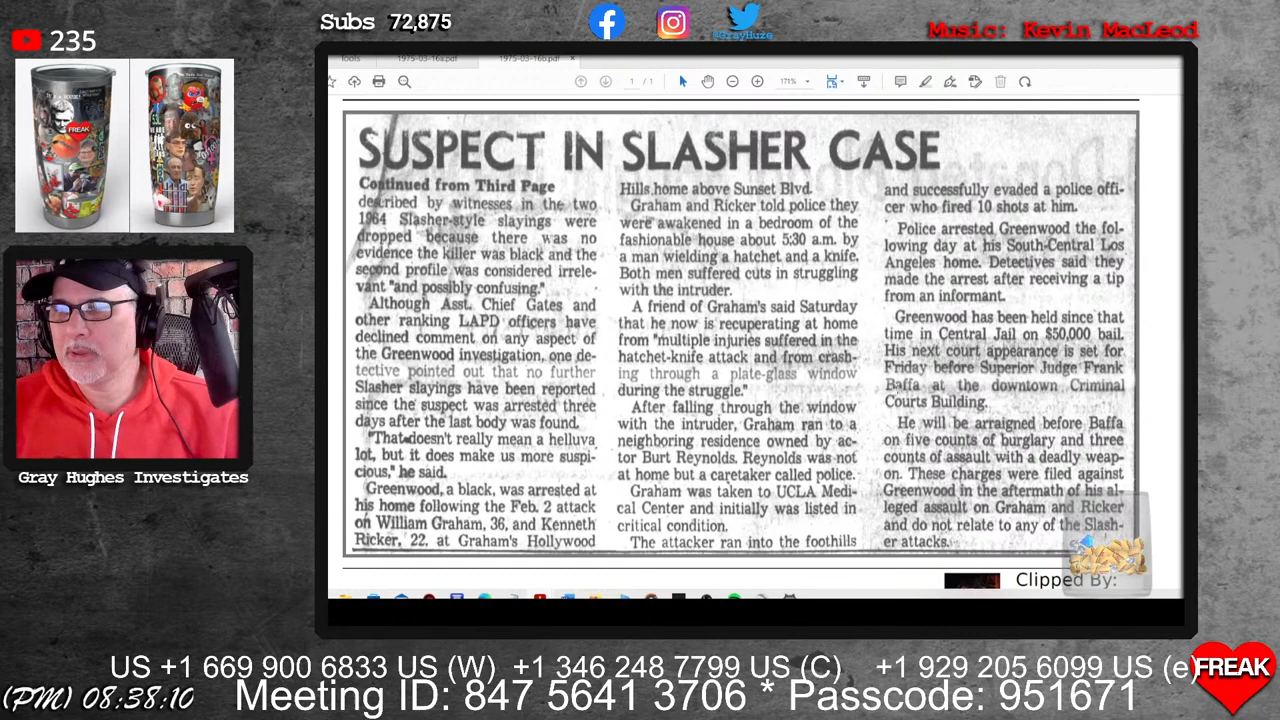 Subs 72,875
@GrayHuze
Music: Kevin MacLeod
235
Tools
1975-03-16a.pdf
1975-03-16b.pdf
1 / 1
171%
FREAK
SUSPECT IN SLASHER CASE
Continued from Third Page
described by witnesses in the two
1964 Slasher-style slayings were
dropped because there was no
evidence the killer was black and the
second profile was considered irrele-
vant "and possibly confusing."
Although Asst. Chief Gates and
other ranking LAPD officers have
declined comment on any aspect of
the Greenwood investigation, one de-
tective pointed out that no further
Slasher slayings have been reported
since the suspect was arrested three
days after the last body was found.
"That doesn't really mean a helluva
lot, but it does make us more suspi-
cious," he said.
Greenwood, a black, was arrested at
his home following the Feb. 2 attack
on William Graham, 36, and Kenneth
Ricker, 22, at Graham's Hollywood
Hills home above Sunset Blvd.
Graham and Ricker told police they
were awakened in a bedroom of the
fashionable house about 5:30 a.m. by
a man wielding a hatchet and a knife.
Both men suffered cuts in struggling
with the intruder.
A friend of Graham's said Saturday
that he now is recuperating at home
from "multiple injuries suffered in the
hatchet-knife attack and from crash-
ing through a plate-glass window
during the struggle."
After falling through the window
with the intruder, Graham ran to a
neighboring residence owned by ac-
tor Burt Reynolds. Reynolds was not
at home but a caretaker called police.
Graham was taken to UCLA Medi-
cal Center and initially was listed in
critical condition.
The attacker ran into the foothills
and successfully evaded a police offi-
cer who fired 10 shots at him.
Police arrested Greenwood the fol-
lowing day at his South-Central Los
Angeles home. Detectives said they
made the arrest after receiving a tip
from an informant.
Greenwood has been held since that
time in Central Jail on $50,000 bail.
His next court appearance is set for
Friday before Superior Judge Frank
Baffa at the downtown Criminal
Courts Building.
He will be arraigned before Baffa
on five counts of burglary and three
counts of assault with a deadly weap-
on. These charges were filed against
Greenwood in the aftermath of his al-
leged assault on Graham and Ricker
and do not relate to any of the Slash-
er attacks.
Clipped By:
Gray Hughes Investigates
US +1 669 900 6833 US (W) +1 346 248 7799 US (C) +1 929 205 6099 US (e)
FREAK
(PM) 08:38:10
Meeting ID: 847 5641 3706 * Passcode: 951671